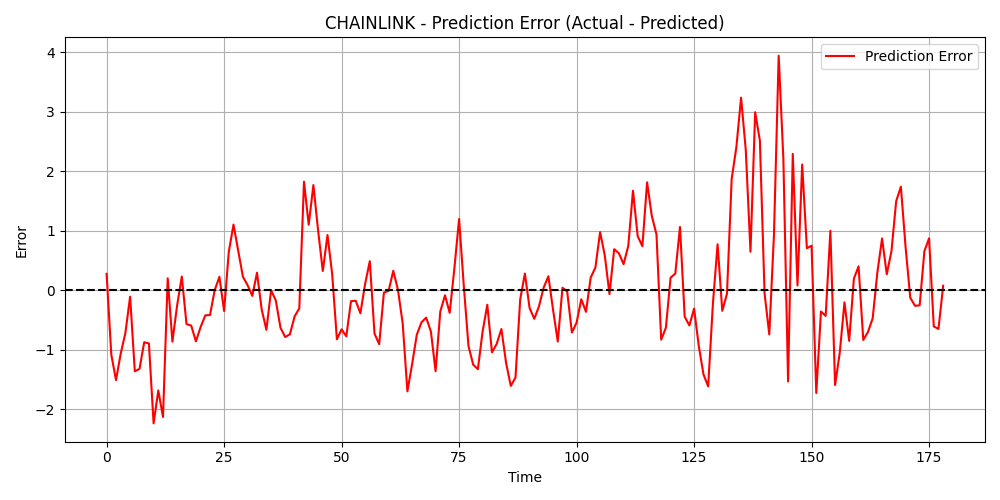 CHAINLINK - Prediction Error (Actual - Predicted)
Prediction Error
Error
4
3
2
1
0
−1
−2
0 25 50 75 100 125 150 175
Time